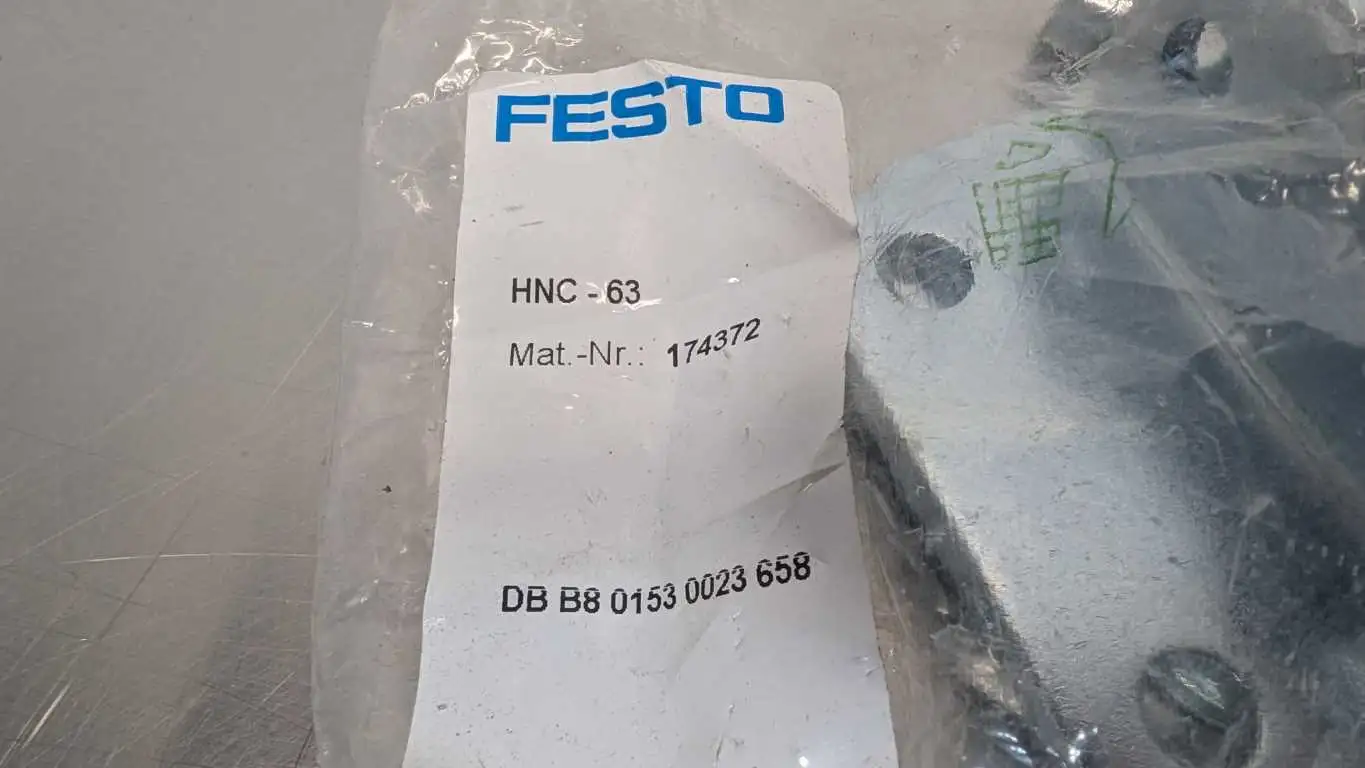 FESTO
HNC - 63
Mat.-Nr.: 174372
DB B8 0153 0023 658